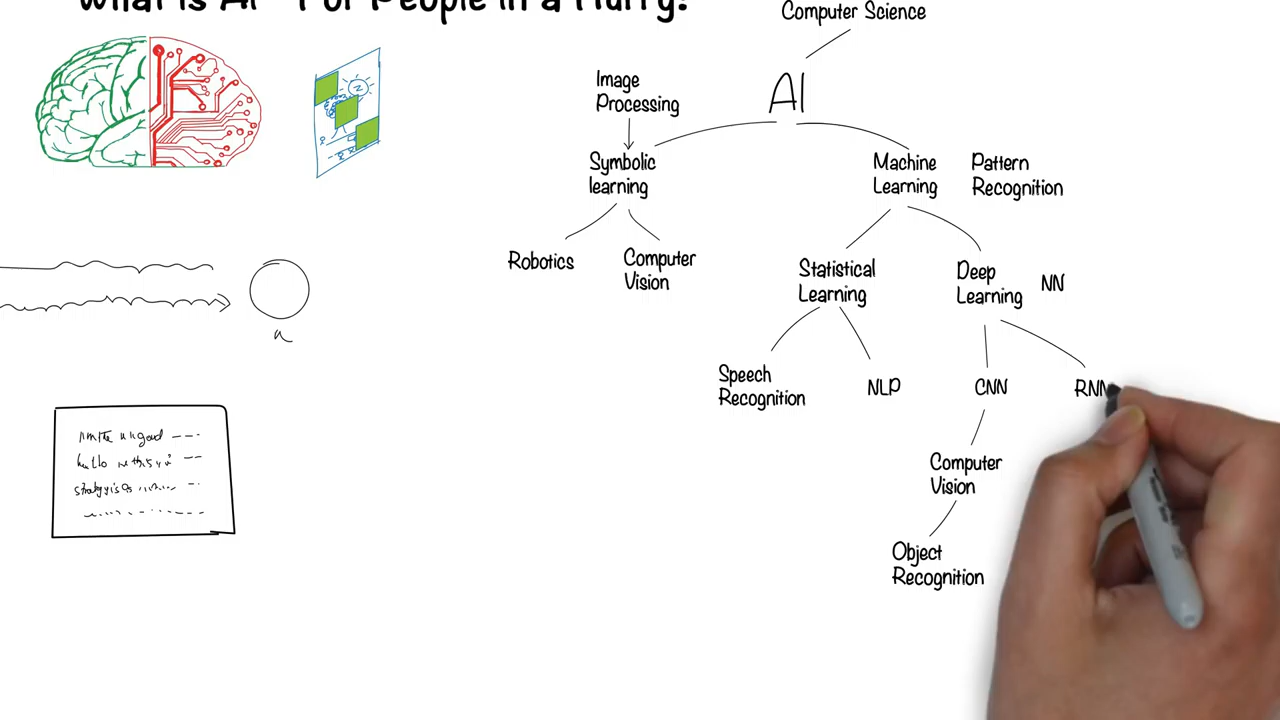 What is AI - For People in a Hurry!
Computer Science
AI
Image
Processing
Symbolic
learning
Machine
Learning
Pattern
Recognition
Robotics
Computer
Vision
Statistical
Learning
Deep
Learning
NN
Speech
Recognition
NLP
CNN
RNN
Computer
Vision
Object
Recognition